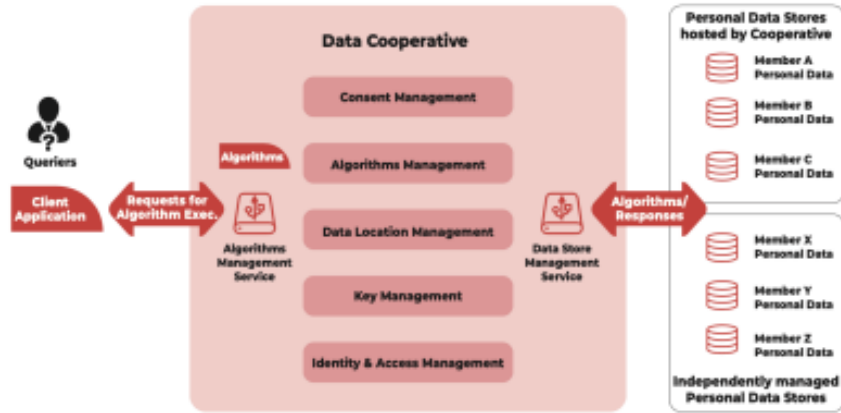 Data Cooperative
Consent Management
Algorithms
Algorithms Management
Data Location Management
Key Management
Identity & Access Management
Queriers
Client
Application
Requests for
Algorithm Exec.
Algorithms
Management
Service
Data Store
Management
Service
Algorithms/
Responses
Personal Data Stores
hosted by Cooperative
Member A
Personal Data
Member B
Personal Data
Member C
Personal Data
Member X
Personal Data
Member Y
Personal Data
Member Z
Personal Data
Independently managed
Personal Data Stores